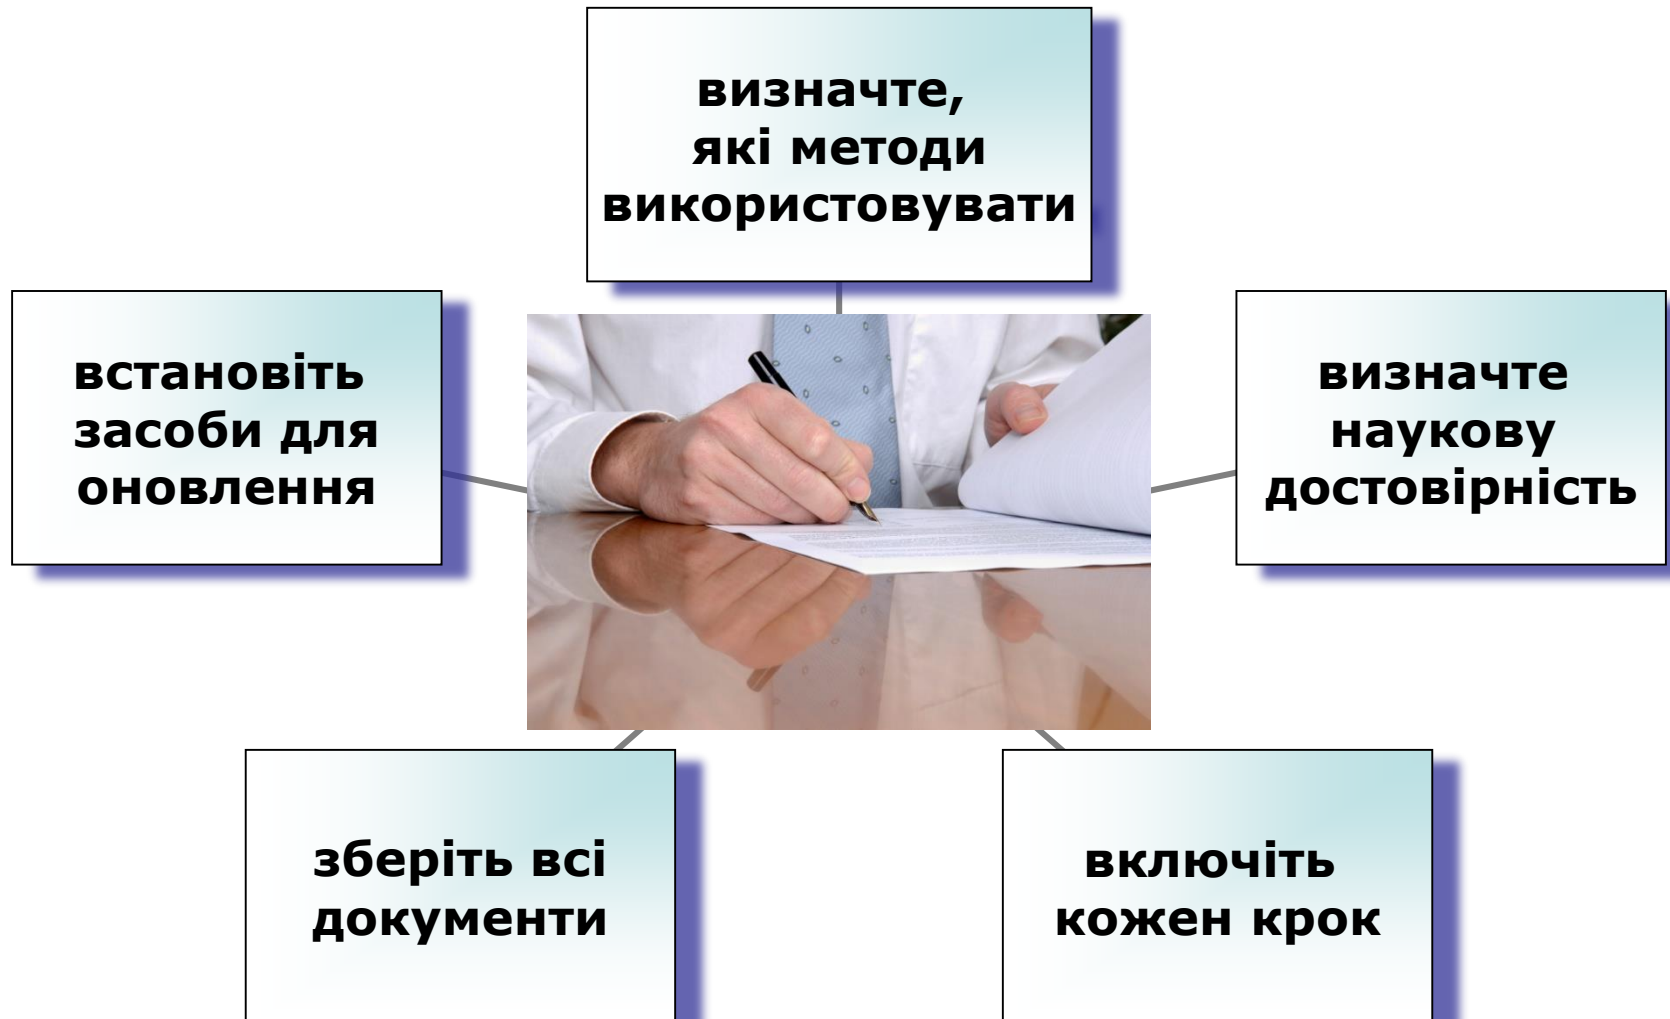 визначте,
які методи
використовувати
встановіть
засоби для
оновлення
визначте
наукову
достовірність
зберіть всі
документи
включіть
кожен крок